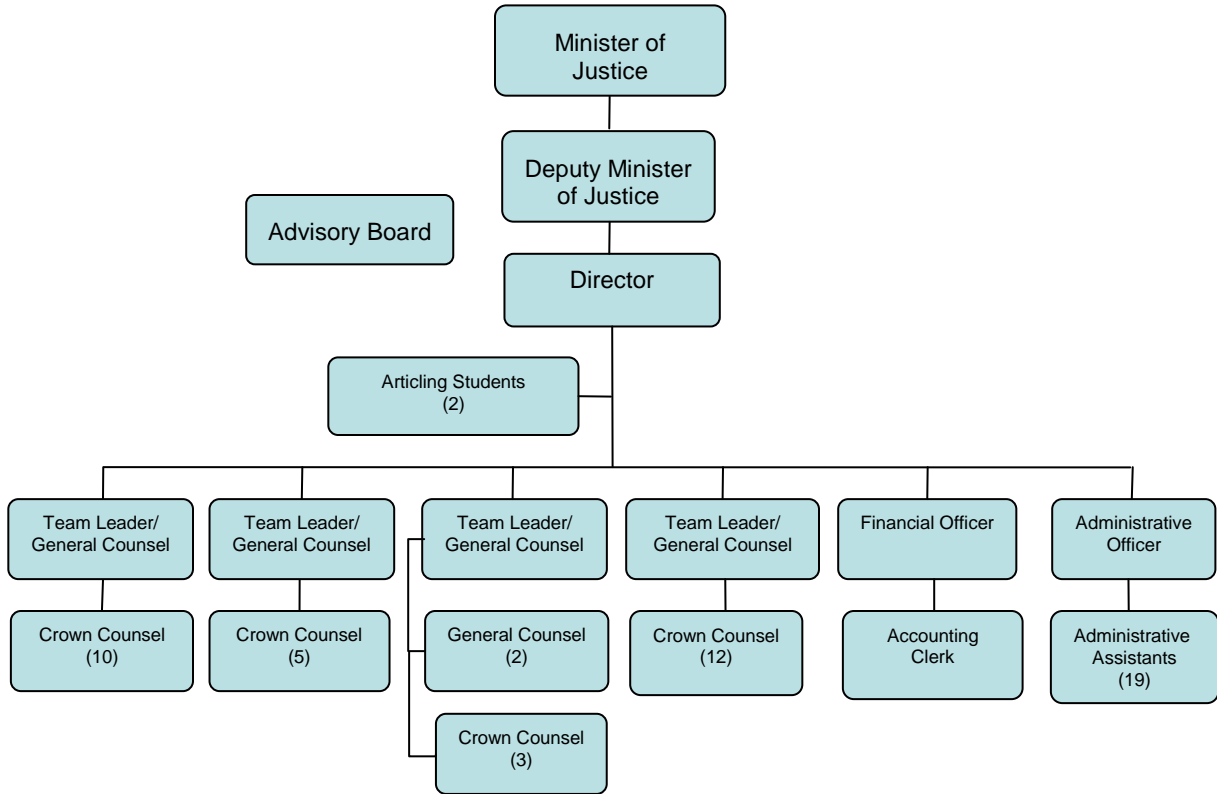 Minister of
Justice
Deputy Minister
of Justice
Advisory Board
Director
Articling Students
(2)
Team Leader/
General Counsel
Team Leader/
General Counsel
Team Leader/
General Counsel
Team Leader/
General Counsel
Financial Officer
Administrative
Officer
Crown Counsel
(10)
Crown Counsel
(5)
General Counsel
(2)
Crown Counsel
(12)
Accounting
Clerk
Administrative
Assistants
(19)
Crown Counsel
(3)